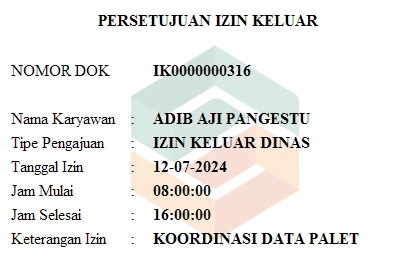 PERSETUJUAN IZIN KELUAR
NOMOR DOK IK0000000316
Nama Karyawan : ADIB AJI PANGESTU
Tipe Pengajuan : IZIN KELUAR DINAS
Tanggal Izin : 12-07-2024
Jam Mulai : 08:00:00
Jam Selesai : 16:00:00
Keterangan Izin : KOORDINASI DATA PALET